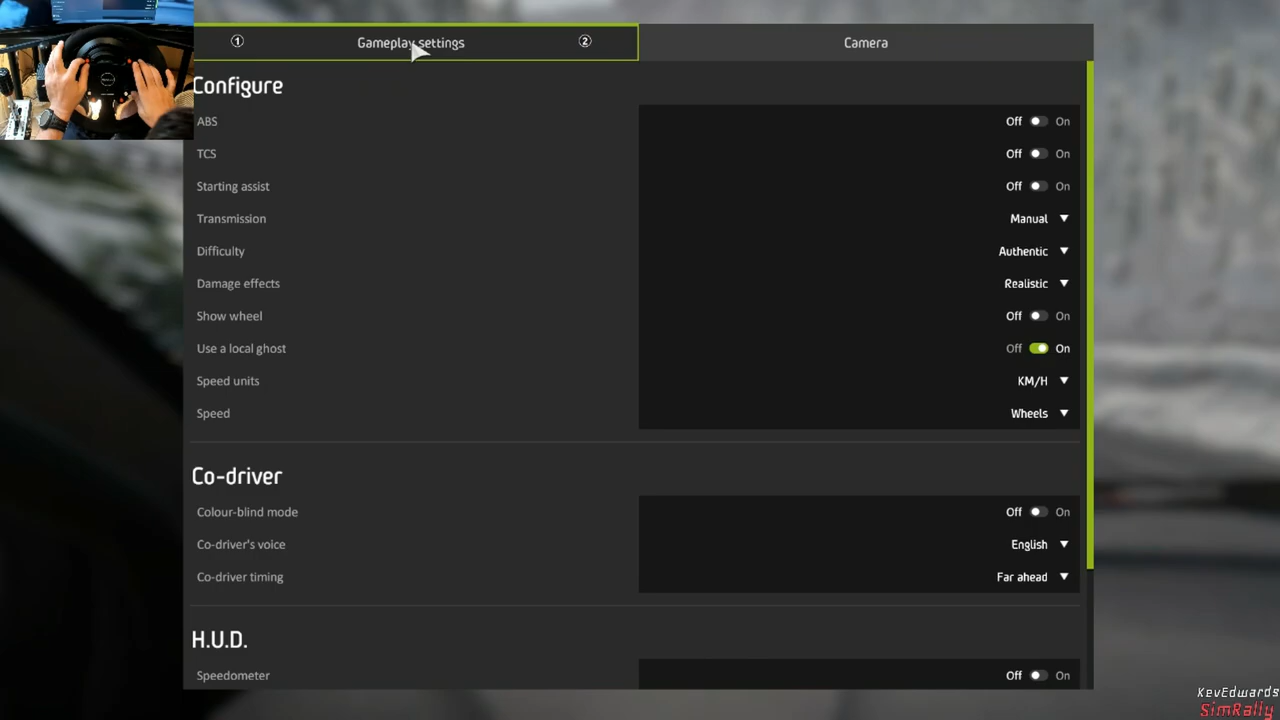 ① Gameplay settings ② Camera
Configure
ABS Off On
TCS Off On
Starting assist Off On
Transmission Manual
Difficulty Authentic
Damage effects Realistic
Show wheel Off On
Use a local ghost Off On
Speed units KM/H
Speed Wheels
Co-driver
Colour-blind mode Off On
Co-driver's voice English
Co-driver timing Far ahead
H.U.D.
Speedometer Off On
KevEdwards
SimRally